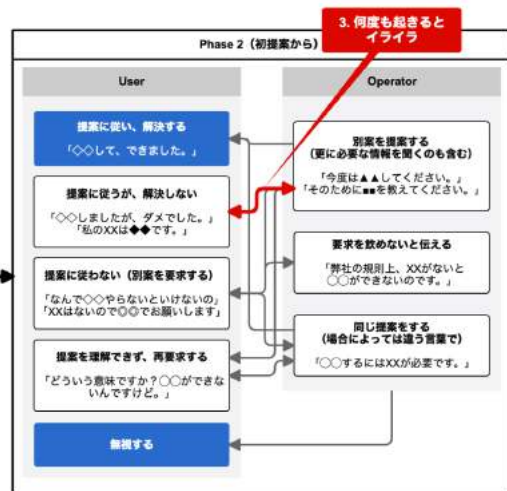 3. 何度も起きると
イライラ
Phase 2（初提案から）
User
Operator
提案に従い、解決する
「◇◇して、できました。」
提案に従うが、解決しない
「◇◇しましたが、ダメでした。」
「私のXXは◆◆です。」
提案に従わない（別案を要求する）
「なんで◇◇やらないといけないの」
「XXはないので◎◎でお願いします」
提案を理解できず、再要求する
「どういう意味ですか？◯◯ができな
いんですけど。」
無視する
別案を提案する
（更に必要な情報を聞くのも含む）
「今度は▲▲してください。」
「そのために■■を教えてください。」
要求を飲めないと伝える
「弊社の規則上、XXがないと
◯◯ができないのです。」
同じ提案をする
（場合によっては違う言葉で）
「◯◯するにはXXが必要です。」